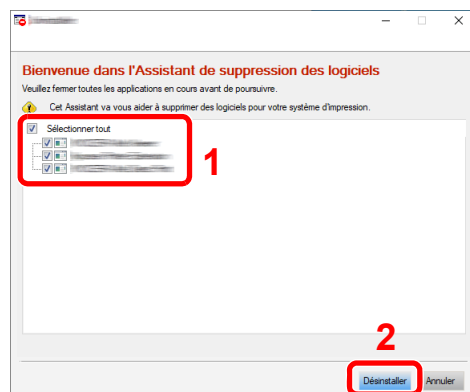 Bienvenue dans l'Assistant de suppression des logiciels
Veuillez fermer toutes les applications en cours avant de poursuivre.
Cet Assistant va vous aider à supprimer des logiciels pour votre système d'impression.
Sélectionner tout
1
2
Désinstaller
Annuler